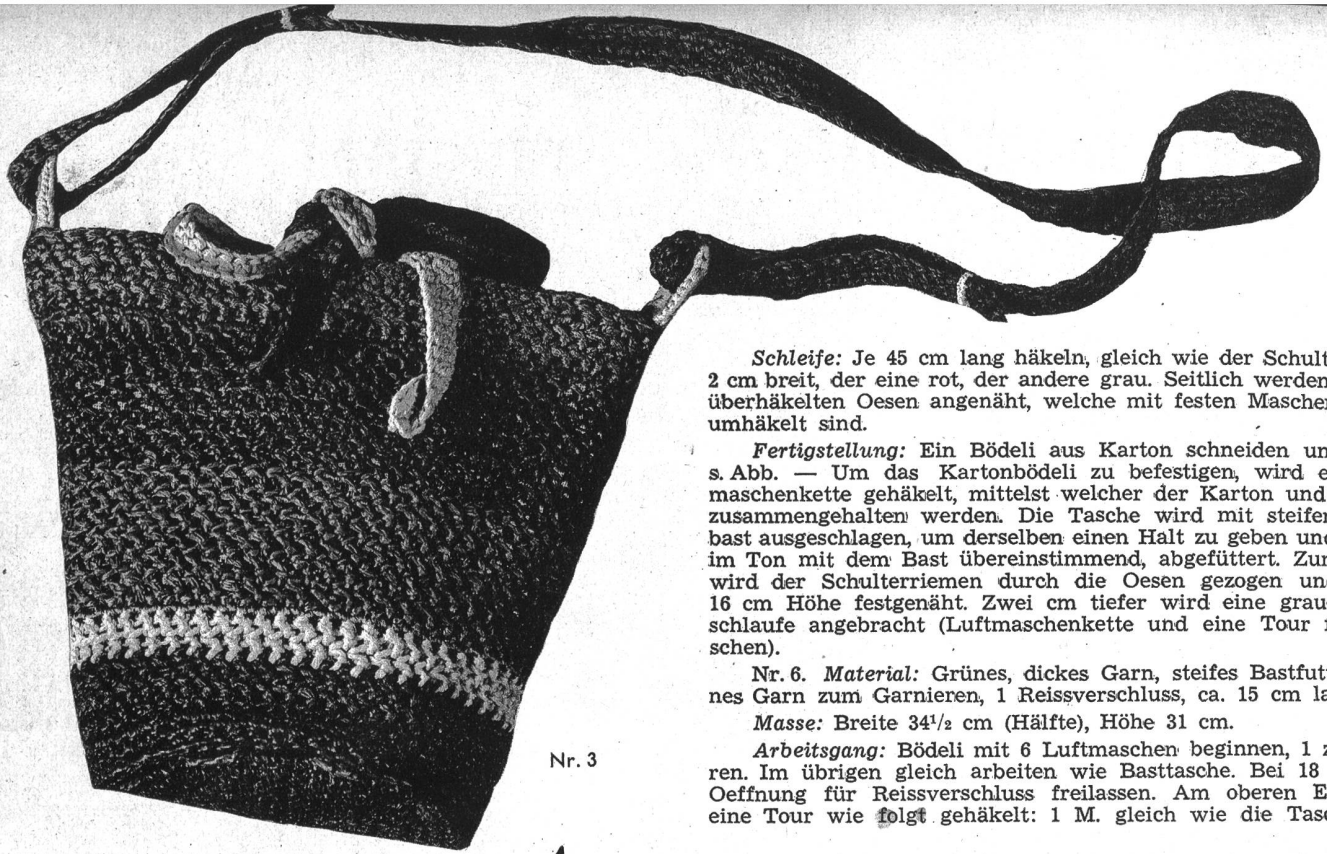 Schleife: Je 45 cm lang häkeln, gleich wie der Schult
2 cm breit, der eine rot, der andere grau. Seitlich werden
überhäkelten Oesen angenäht, welche mit festen Masche
umhäkelt sind.
Fertigstellung: Ein Bödeli aus Karton schneiden un
s. Abb. — Um das Kartonbödeli zu befestigen, wird e
maschenkette gehäkelt, mittelst welcher der Karton und
zusammengehalten werden. Die Tasche wird mit steifer
bast ausgeschlagen, um derselben einen Halt zu geben und
im Ton mit dem Bast übereinstimmend, abgefüttert. Zur
wird der Schulterriemen durch die Oesen gezogen un
16 cm Höhe festgenäht. Zwei cm tiefer wird eine grau
schlaufe angebracht (Luftmaschenkette und eine Tour
schen).
Nr. 6. Material: Grünes, dickes Garn, steifes Bastfut
nes Garn zum Garnieren, 1 Reissverschluss, ca. 15 cm la
Masse: Breite 34½ cm (Hälfte), Höhe 31 cm.
Nr. 3
Arbeitsgang: Bödeli mit 6 Luftmaschen beginnen, 1 z
ren. Im übrigen gleich arbeiten wie Basttasche. Bei 18
Oeffnung für Reissverschluss freilassen. Am oberen E
eine Tour wie folgt gehäkelt: 1 M. gleich wie die Tasc